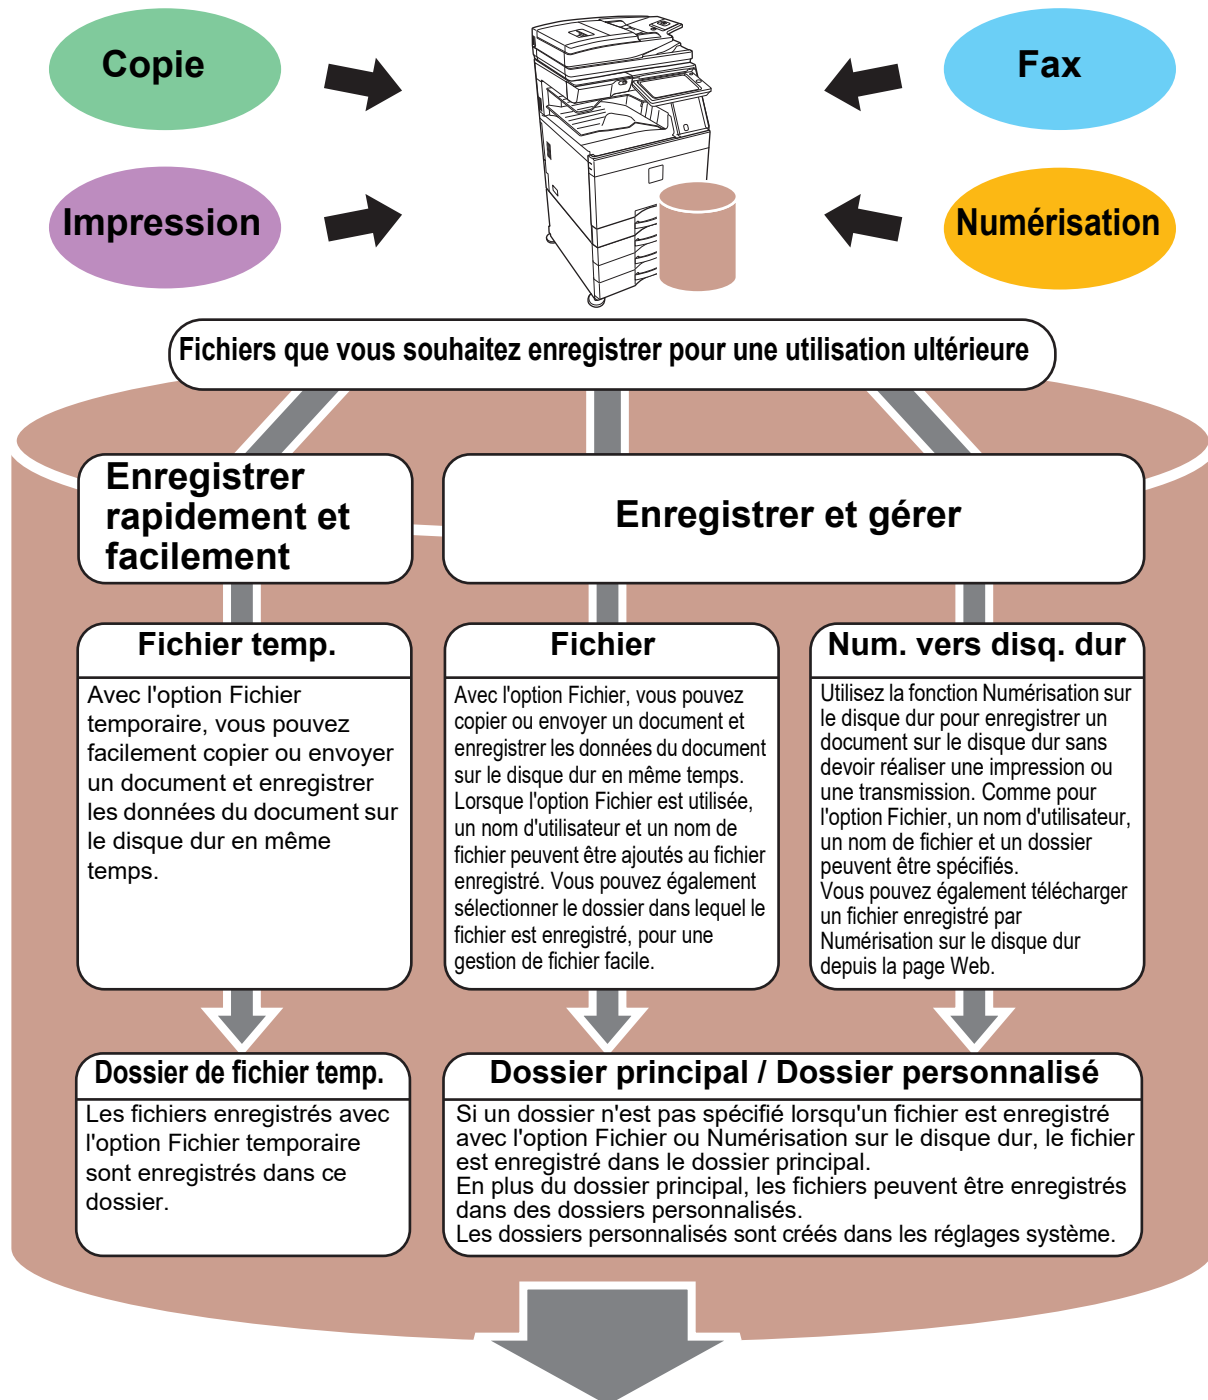 Copie
Fax
Impression
Numérisation
Fichiers que vous souhaitez enregistrer pour une utilisation ultérieure
Enregistrer
rapidement et
facilement
Enregistrer et gérer
Fichier temp.
Avec l'option Fichier
temporaire, vous pouvez
facilement copier ou envoyer
un document et enregistrer
les données du document sur
le disque dur en même
temps.
Fichier
Avec l'option Fichier, vous pouvez
copier ou envoyer un document et
enregistrer les données du document
sur le disque dur en même temps.
Lorsque l'option Fichier est utilisée,
un nom d'utilisateur et un nom de
fichier peuvent être ajoutés au fichier
enregistré. Vous pouvez également
sélectionner le dossier dans lequel le
fichier est enregistré, pour une
gestion de fichier facile.
Num. vers disq. dur
Utilisez la fonction Numérisation sur
le disque dur pour enregistrer un
document sur le disque dur sans
devoir réaliser une impression ou
une transmission. Comme pour
l'option Fichier, un nom d'utilisateur,
un nom de fichier et un dossier
peuvent être spécifiés.
Vous pouvez également télécharger
un fichier enregistré par
Numérisation sur le disque dur
depuis la page Web.
Dossier de fichier temp.
Les fichiers enregistrés avec
l'option Fichier temporaire
sont enregistrés dans ce
dossier.
Dossier principal / Dossier personnalisé
Si un dossier n'est pas spécifié lorsqu'un fichier est enregistré
avec l'option Fichier ou Numérisation sur le disque dur, le fichier
est enregistré dans le dossier principal.
En plus du dossier principal, les fichiers peuvent être enregistrés
dans des dossiers personnalisés.
Les dossiers personnalisés sont créés dans les réglages système.